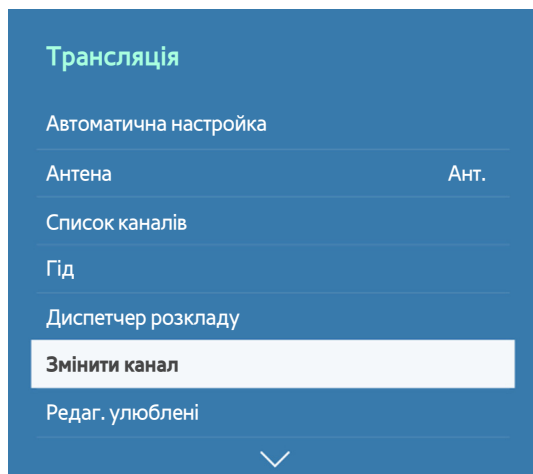 Трансляція
Автоматична настройка
Антена Ант.
Список каналів
Гід
Диспетчер розкладу
Змінити канал
Редаг. улюблені